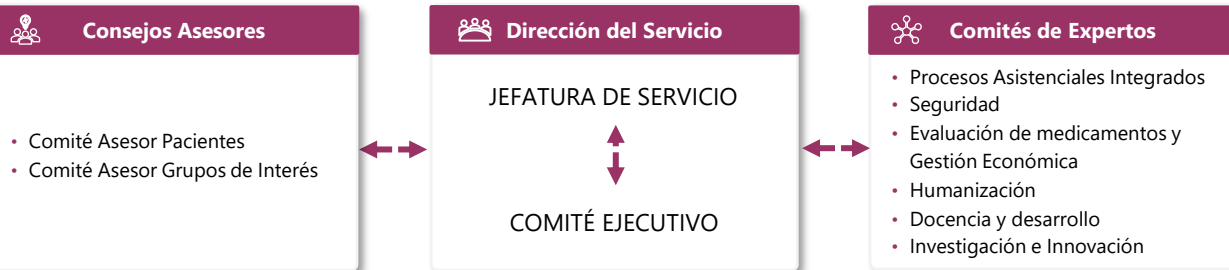 Consejos Asesores
• Comité Asesor Pacientes
• Comité Asesor Grupos de Interés
Dirección del Servicio
JEFATURA DE SERVICIO
COMITÉ EJECUTIVO
Comités de Expertos
• Procesos Asistenciales Integrados
• Seguridad
• Evaluación de medicamentos y
Gestión Económica
• Humanización
• Docencia y desarrollo
• Investigación e Innovación